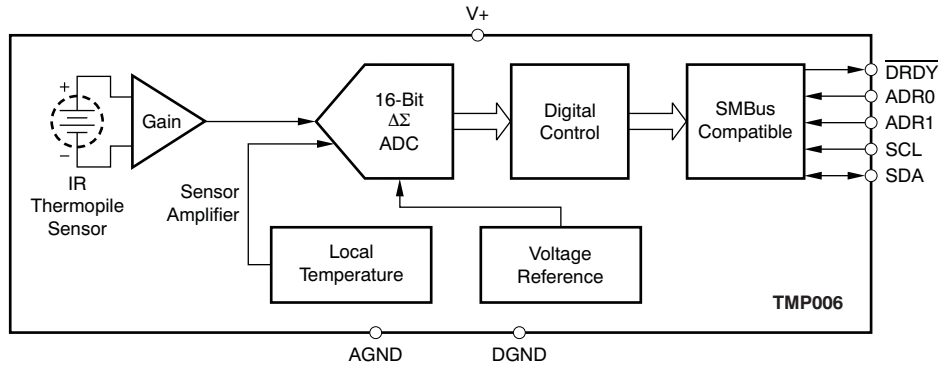 V+
+
−
IR
Thermopile
Sensor
Gain
Sensor
Amplifier
16-Bit
ΔΣ
ADC
Local
Temperature
Digital
Control
Voltage
Reference
SMBus
Compatible
DRDY
ADR0
ADR1
SCL
SDA
TMP006
AGND
DGND